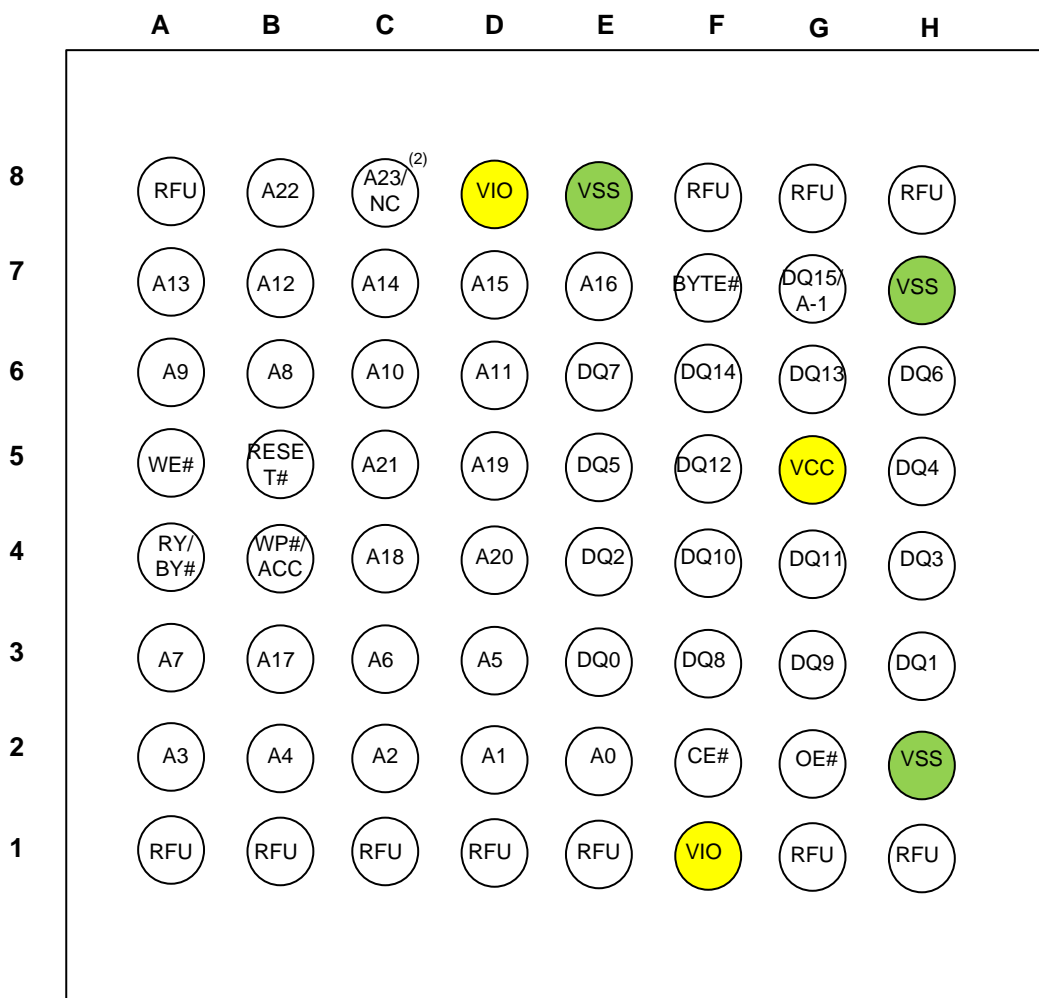 A B C D E F G H
8 RFU A22 A23/ (2) VIO VSS RFU RFU RFU
NC
7 A13 A12 A14 A15 A16 BYTE# DQ15/ VSS
A-1
6 A9 A8 A10 A11 DQ7 DQ14 DQ13 DQ6
5 WE# RESE A21 A19 DQ5 DQ12 VCC DQ4
T#
4 RY/ WP#/ A18 A20 DQ2 DQ10 DQ11 DQ3
BY# ACC
3 A7 A17 A6 A5 DQ0 DQ8 DQ9 DQ1
2 A3 A4 A2 A1 A0 CE# OE# VSS
1 RFU RFU RFU RFU RFU VIO RFU RFU